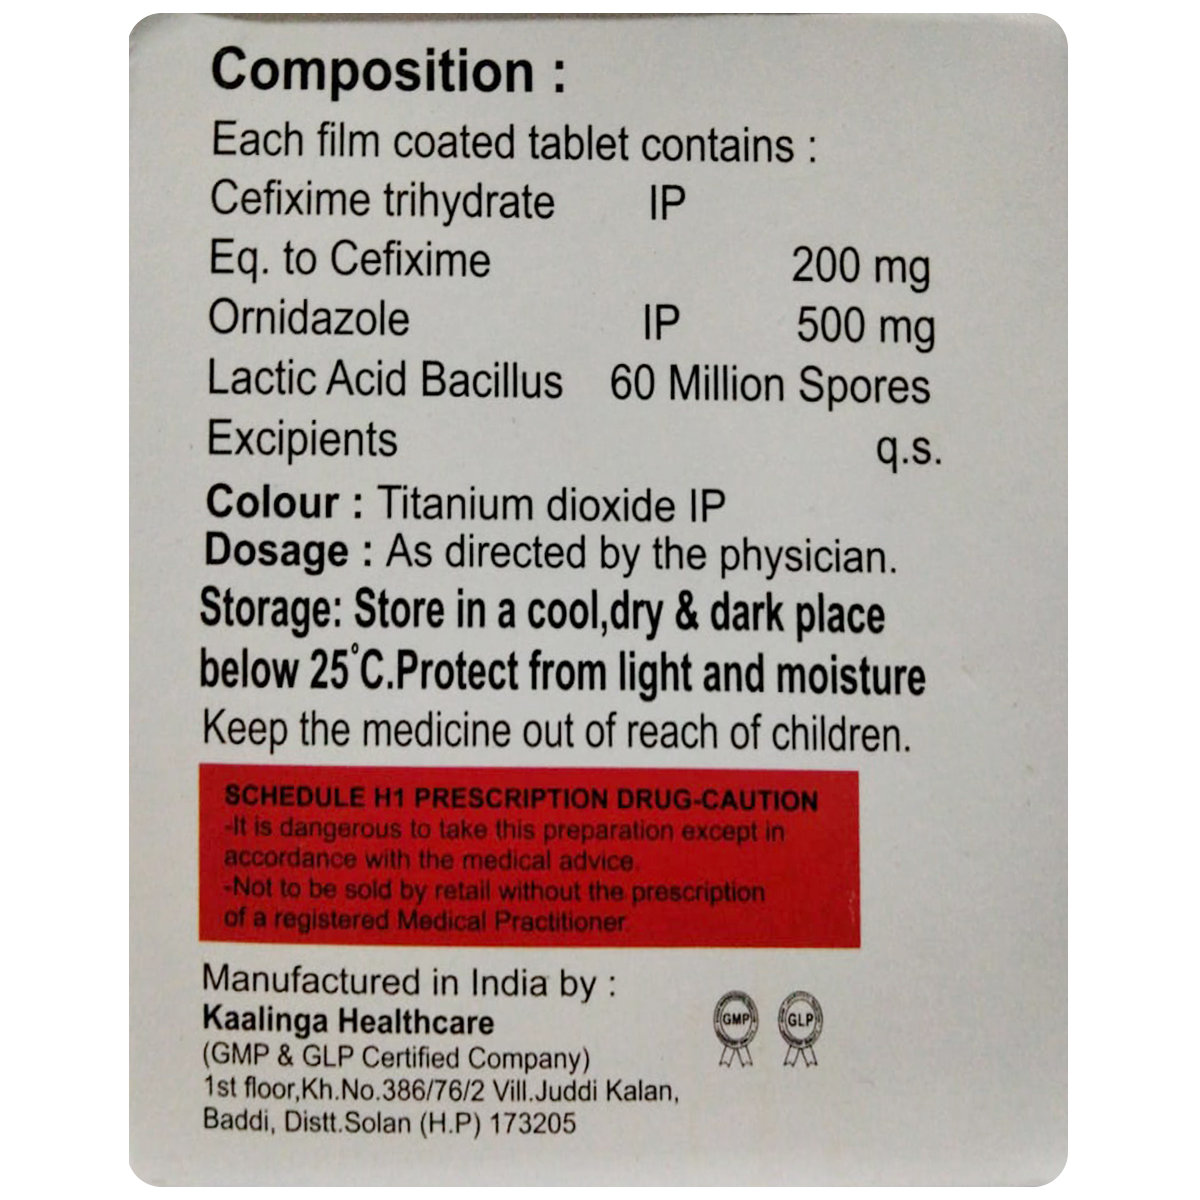 Composition :
Each film coated tablet contains :
Cefixime trihydrate IP
Eq. to Cefixime 200 mg
Ornidazole IP 500 mg
Lactic Acid Bacillus 60 Million Spores
Excipients q.s.
Colour : Titanium dioxide IP
Dosage : As directed by the physician.
Storage: Store in a cool,dry & dark place
below 25°C.Protect from light and moisture
Keep the medicine out of reach of children.
SCHEDULE H1 PRESCRIPTION DRUG-CAUTION
-It is dangerous to take this preparation except in
accordance with the medical advice.
-Not to be sold by retail without the prescription
of a registered Medical Practitioner.
Manufactured in India by :
Kaalinga Healthcare
(GMP & GLP Certified Company)
1st floor,Kh.No.386/76/2 Vill.Juddi Kalan,
Baddi, Distt.Solan (H.P) 173205
GMP GLP